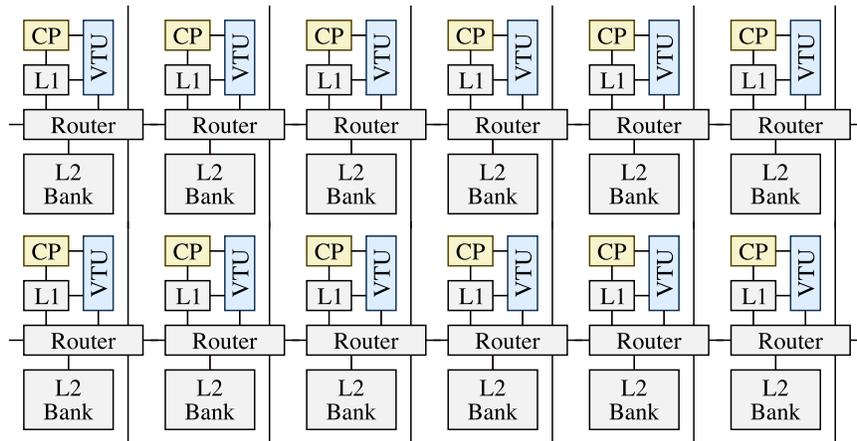 CP VTU CP VTU CP VTU CP VTU CP VTU CP VTU
L1 L1 L1 L1 L1 L1
Router Router Router Router Router Router
L2 L2 L2 L2 L2 L2
Bank Bank Bank Bank Bank Bank
CP VTU CP VTU CP VTU CP VTU CP VTU CP VTU
L1 L1 L1 L1 L1 L1
Router Router Router Router Router Router
L2 L2 L2 L2 L2 L2
Bank Bank Bank Bank Bank Bank